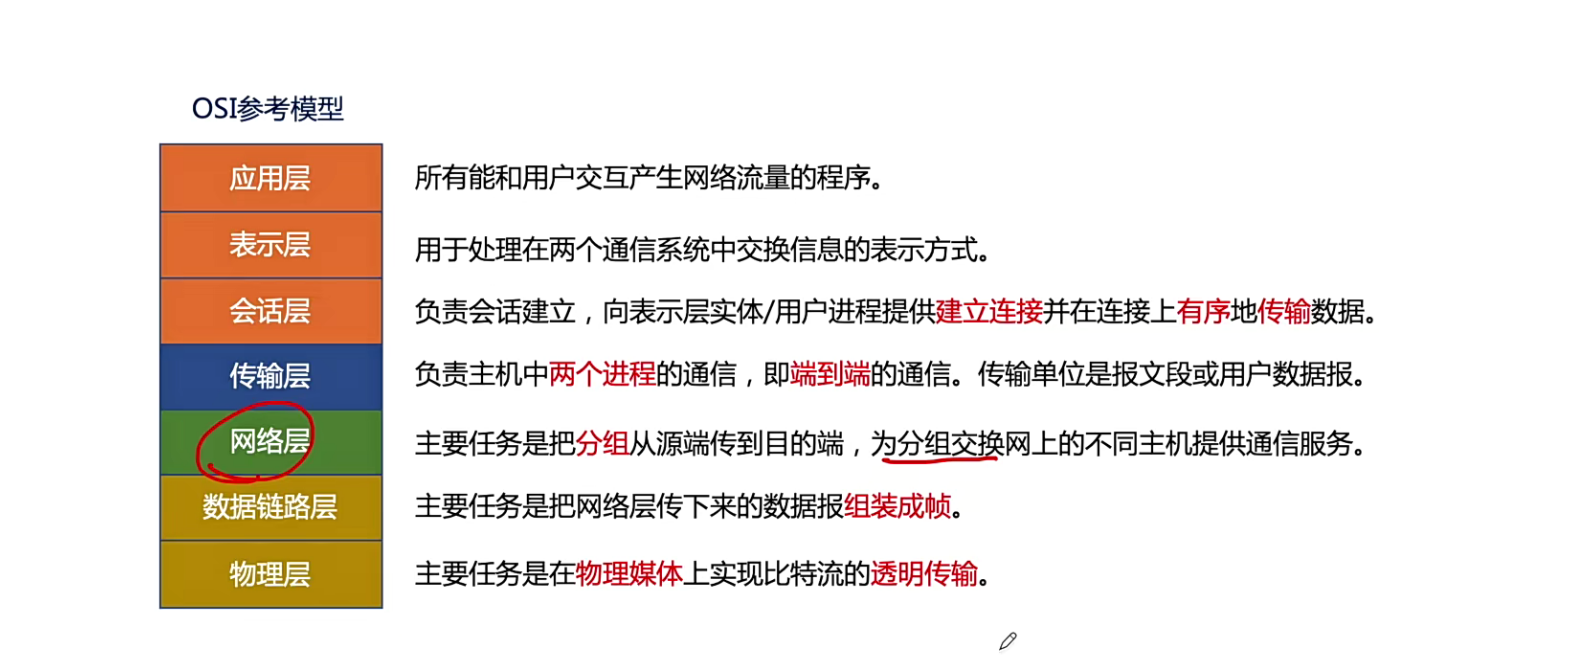 OSI参考模型
应用层 所有能和用户交互产生网络流量的程序。
表示层 用于处理在两个通信系统中交换信息的表示方式。
会话层 负责会话建立，向表示层实体/用户进程提供建立连接并在连接上有序地传输数据。
传输层 负责主机中两个进程的通信，即端到端的通信。传输单位是报文段或用户数据报。
网络层 主要任务是把分组从源端传到目的端，为分组交换网上的不同主机提供通信服务。
数据链路层 主要任务是把网络层传下来的数据报组装成帧。
物理层 主要任务是在物理媒体上实现比特流的透明传输。